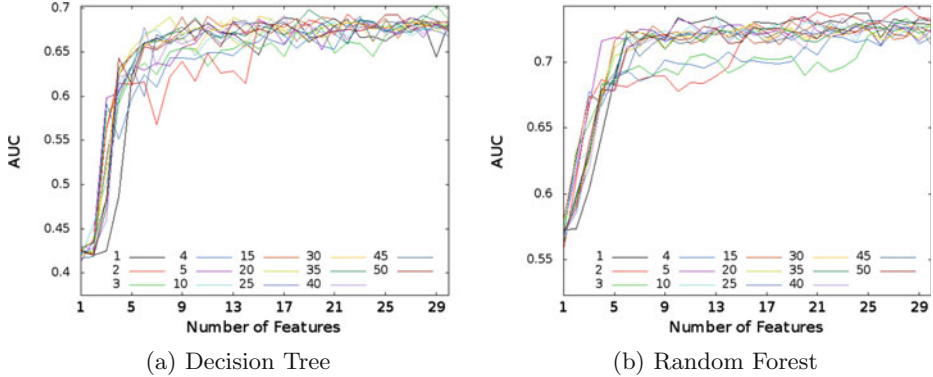 0.7
0.65
0.6
0.55
0.5
0.45
0.4
AUC
1 4 15 30 45
2 5 20 35 50
3 10 25 40
1 5 9 13 17 21 25 29
Number of Features
(a) Decision Tree
0.7
0.65
0.6
0.55
AUC
1 4 15 30 45
2 5 20 35 50
3 10 25 40
1 5 9 13 17 21 25 29
Number of Features
(b) Random Forest